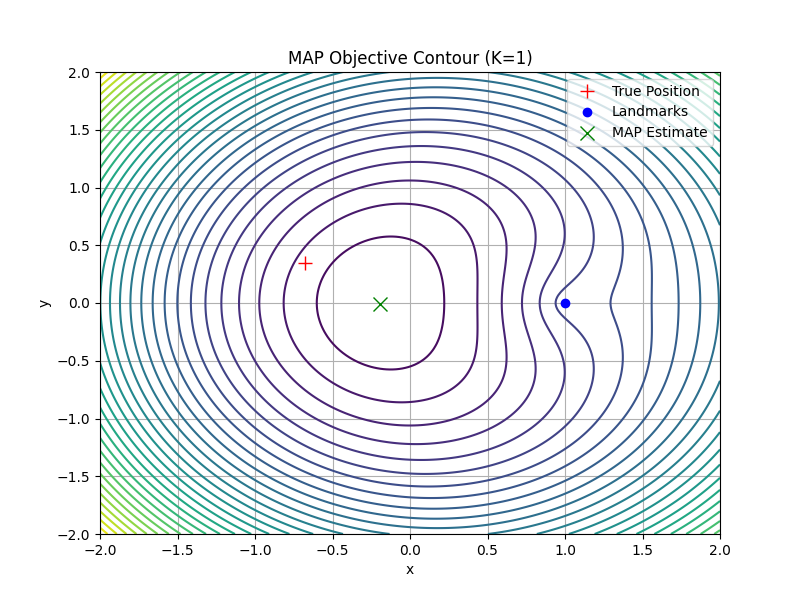 MAP Objective Contour (K=1)
True Position
Landmarks
MAP Estimate
2.0
1.5
1.0
0.5
0.0
−0.5
−1.0
−1.5
−2.0
y
−2.0 −1.5 −1.0 −0.5 0.0 0.5 1.0 1.5 2.0
x